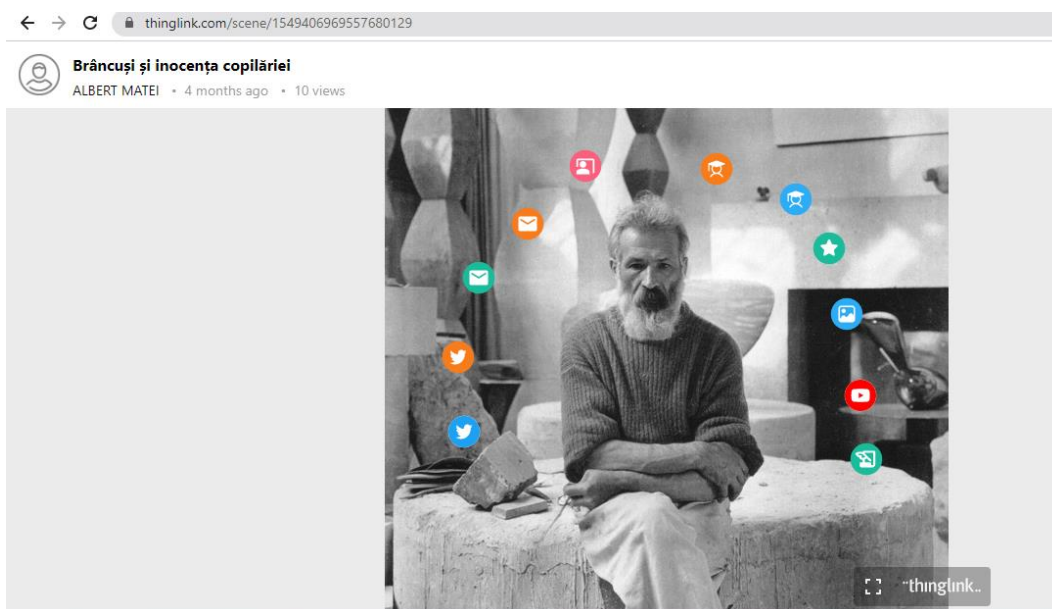 thinglink.com/scene/1549406969557680129
Brâncuși și inocența copilăriei
ALBERT MATEI • 4 months ago • 10 views
thinglink..